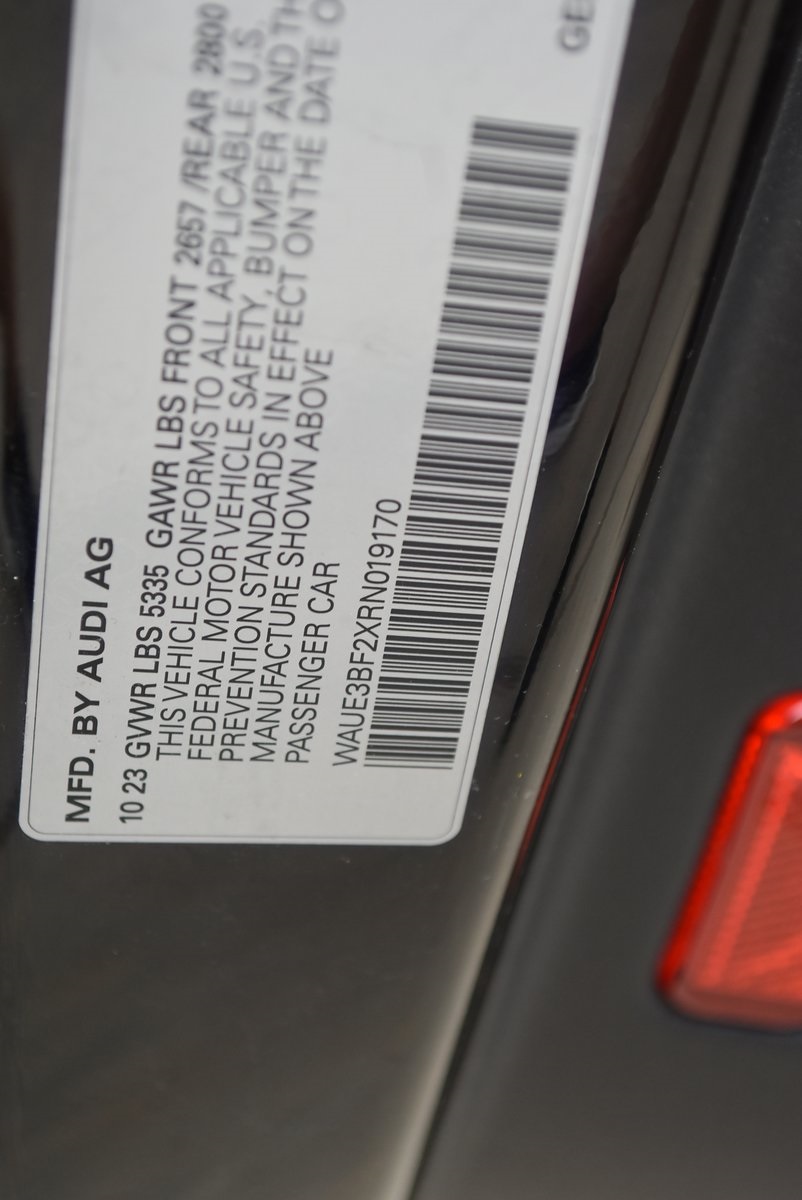 MFD. BY AUDI AG
10 23 GVWR LBS 5335 GAWR LBS FRONT 2657 /REAR 2800
THIS VEHICLE CONFORMS TO ALL APPLICABLE U.S.
FEDERAL MOTOR VEHICLE SAFETY, BUMPER AND TH
PREVENTION STANDARDS IN EFFECT ON THE DATE O
MANUFACTURE SHOWN ABOVE
PASSENGER CAR
WAUE3BF2XRN019170
GE